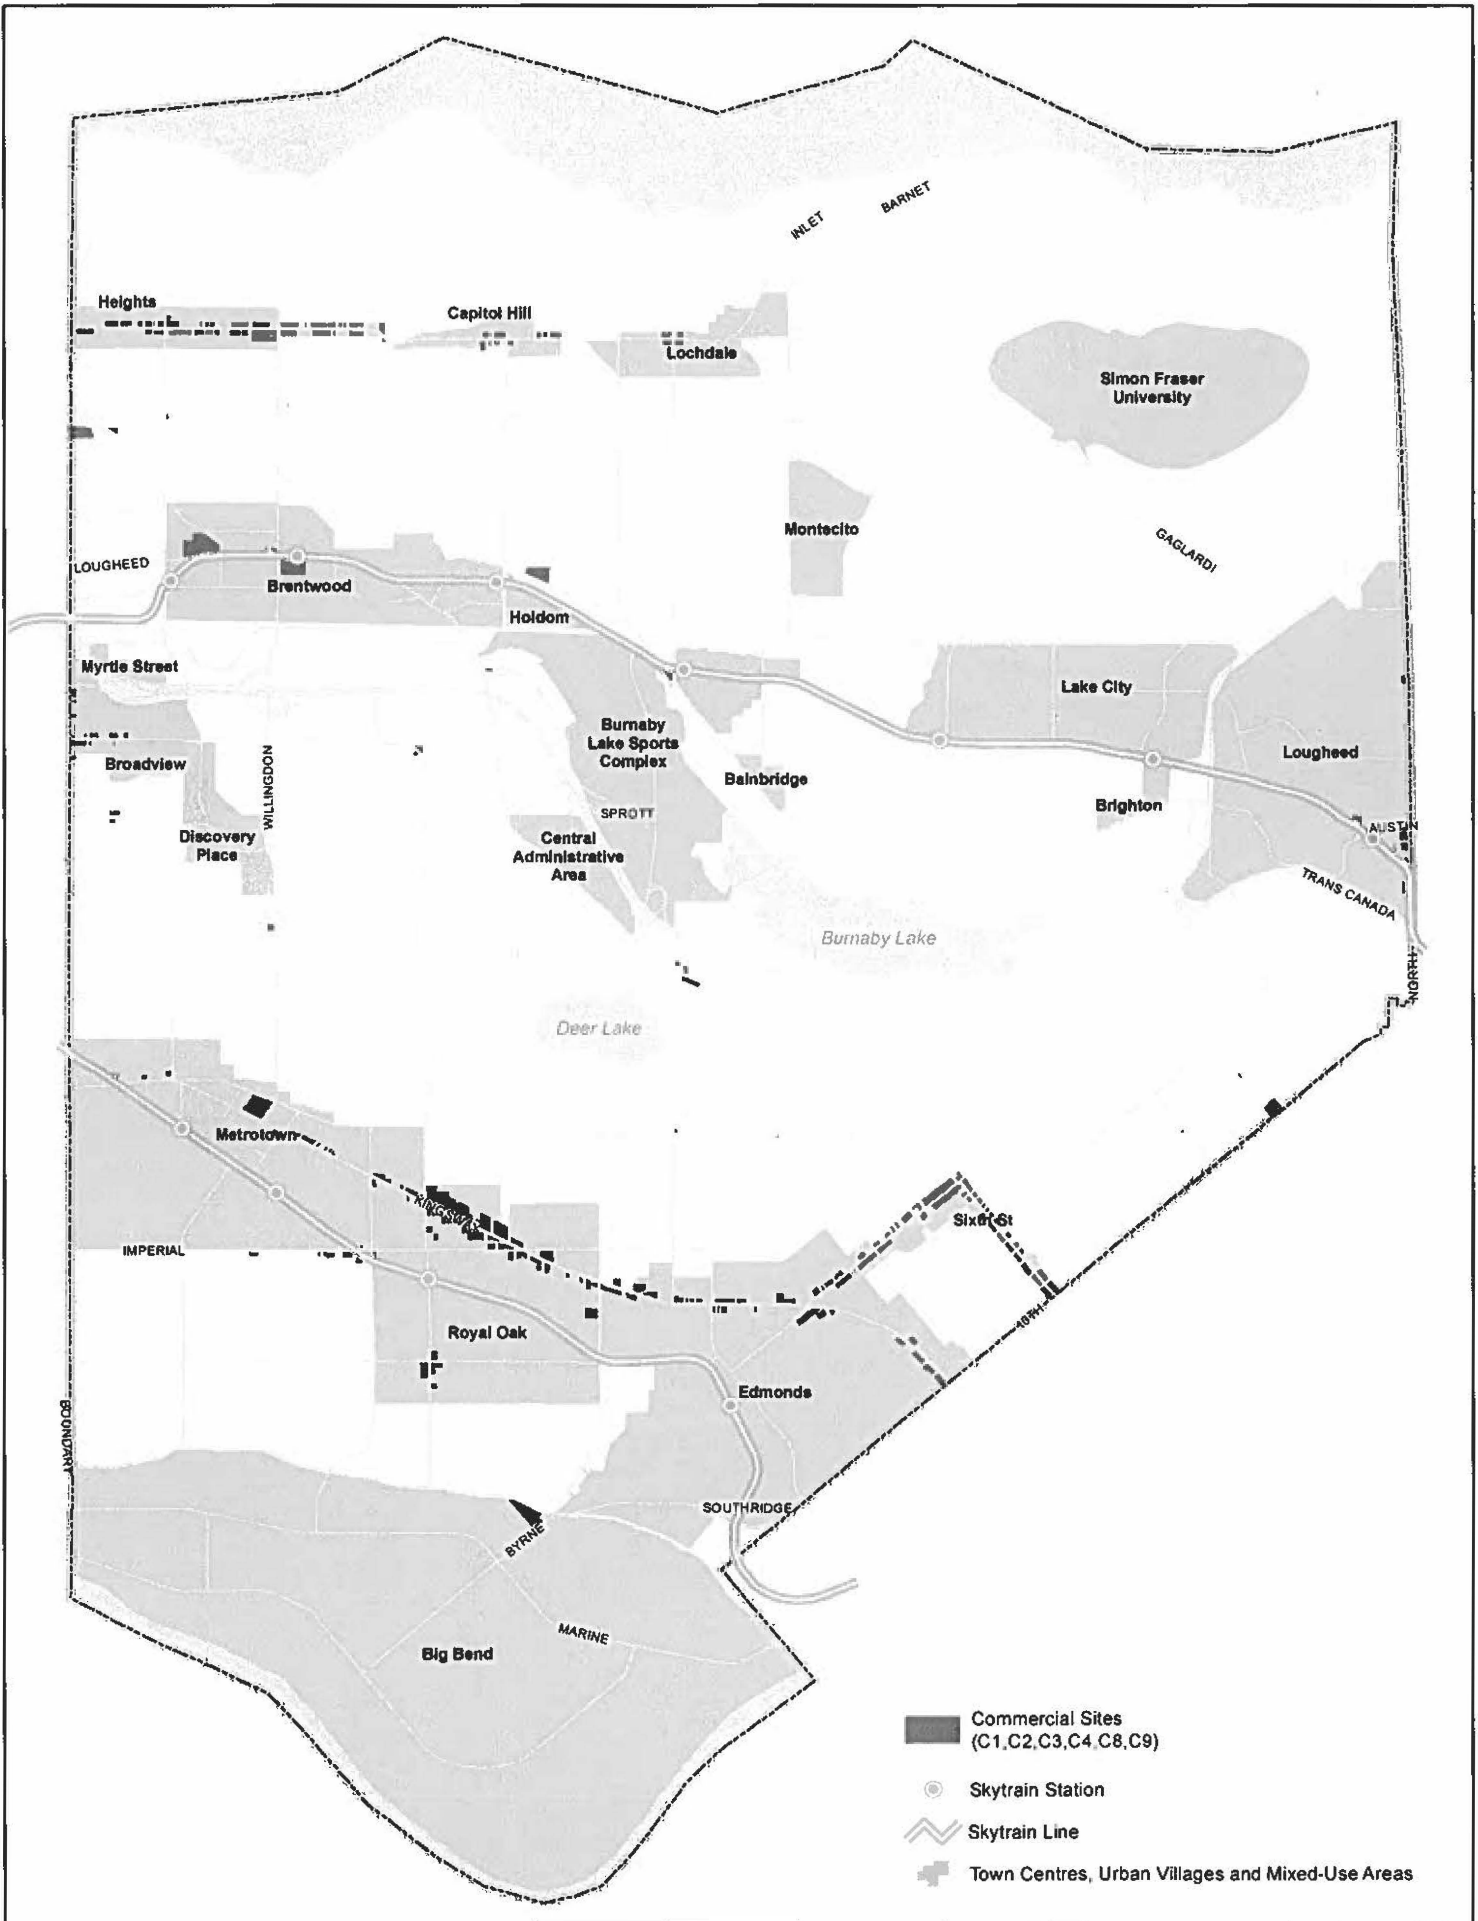 INLET
BARNET
Heights
Capitol Hill
Lochdale
Simon Fraser
University
Montecito
GAGLARDI
LOUGHEED
Brentwood
Holdom
Myrtle Street
Lake City
Burnaby
Lake Sports
Complex
Lougheed
Broadview
WILLINGDON
Bainbridge
Brighton
SPROTT
AUSTIN
Discovery
Place
Central
Administrative
Area
TRANS CANADA
Burnaby Lake
NORTH
Deer Lake
Metrotown
KINGSWAY
Sixth St
IMPERIAL
10TH
Royal Oak
Edmonds
BOUNDARY
SOUTHRIDGE
BYRNE
MARINE
Big Bend
Commercial Sites
(C1,C2,C3,C4,C8,C9)
Skytrain Station
Skytrain Line
Town Centres, Urban Villages and Mixed-Use Areas